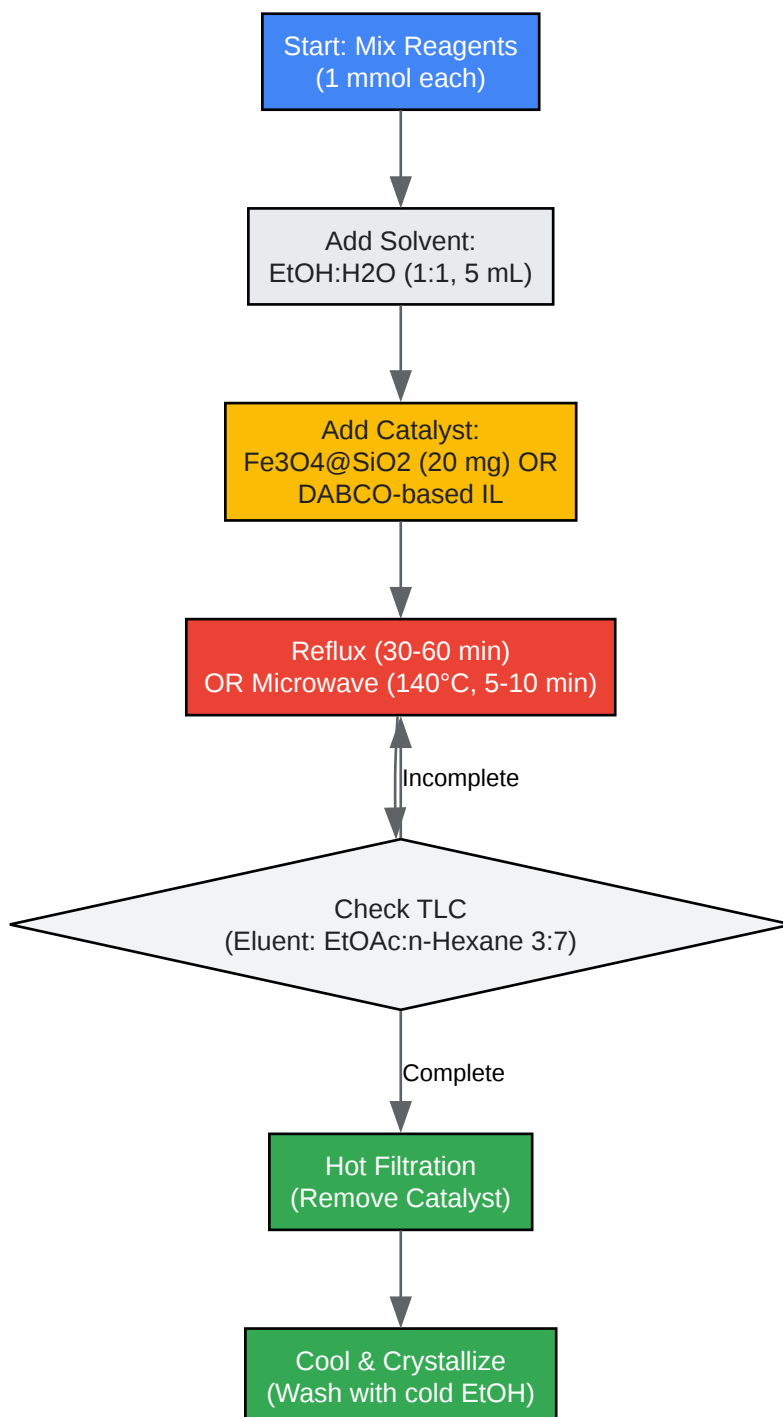 Start: Mix Reagents
(1 mmol each)
Add Solvent:
EtOH:H2O (1:1, 5 mL)
Add Catalyst:
Fe3O4@SiO2 (20 mg) OR
DABCO-based IL
Reflux (30-60 min)
OR Microwave (140°C, 5-10 min)
Incomplete
Check TLC
(Eluent: EtOAc:n-Hexane 3:7)
Complete
Hot Filtration
(Remove Catalyst)
Cool & Crystallize
(Wash with cold EtOH)